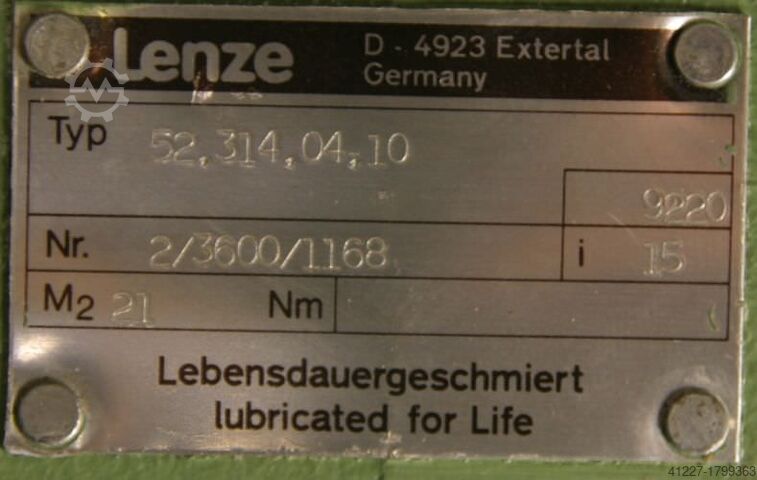 Lenze D - 4923 Extertal
Germany
Typ 52.314.04.10
9220
Nr. 2/3600/1168 i 15
M2 21 Nm
Lebensdauergeschmiert
lubricated for Life
41227-1799363